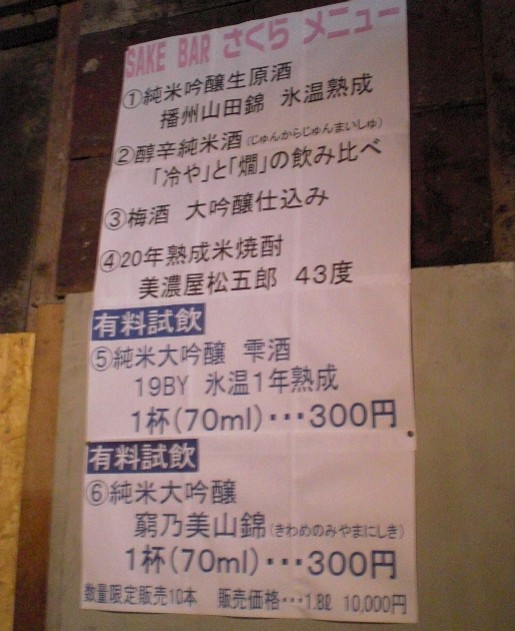 SAKE BAR さくら メニュー
①純米吟醸生原酒
播州山田錦 氷温熟成
②醇辛純米酒(じゅんからじゅんまいしゅ)
「冷や」と「燗」の飲み比べ
③梅酒 大吟醸仕込み
④20年熟成米焼酎
美濃屋松五郎 43度
有料試飲
⑤純米大吟醸 雫酒
19BY 氷温1年熟成
1杯(70ml)・・・300円
有料試飲
⑥純米大吟醸
窮乃美山錦(きわめのみやまにしき)
1杯(70ml)・・・300円
数量限定販売10本 販売価格・・・1.8ℓ 10,000円